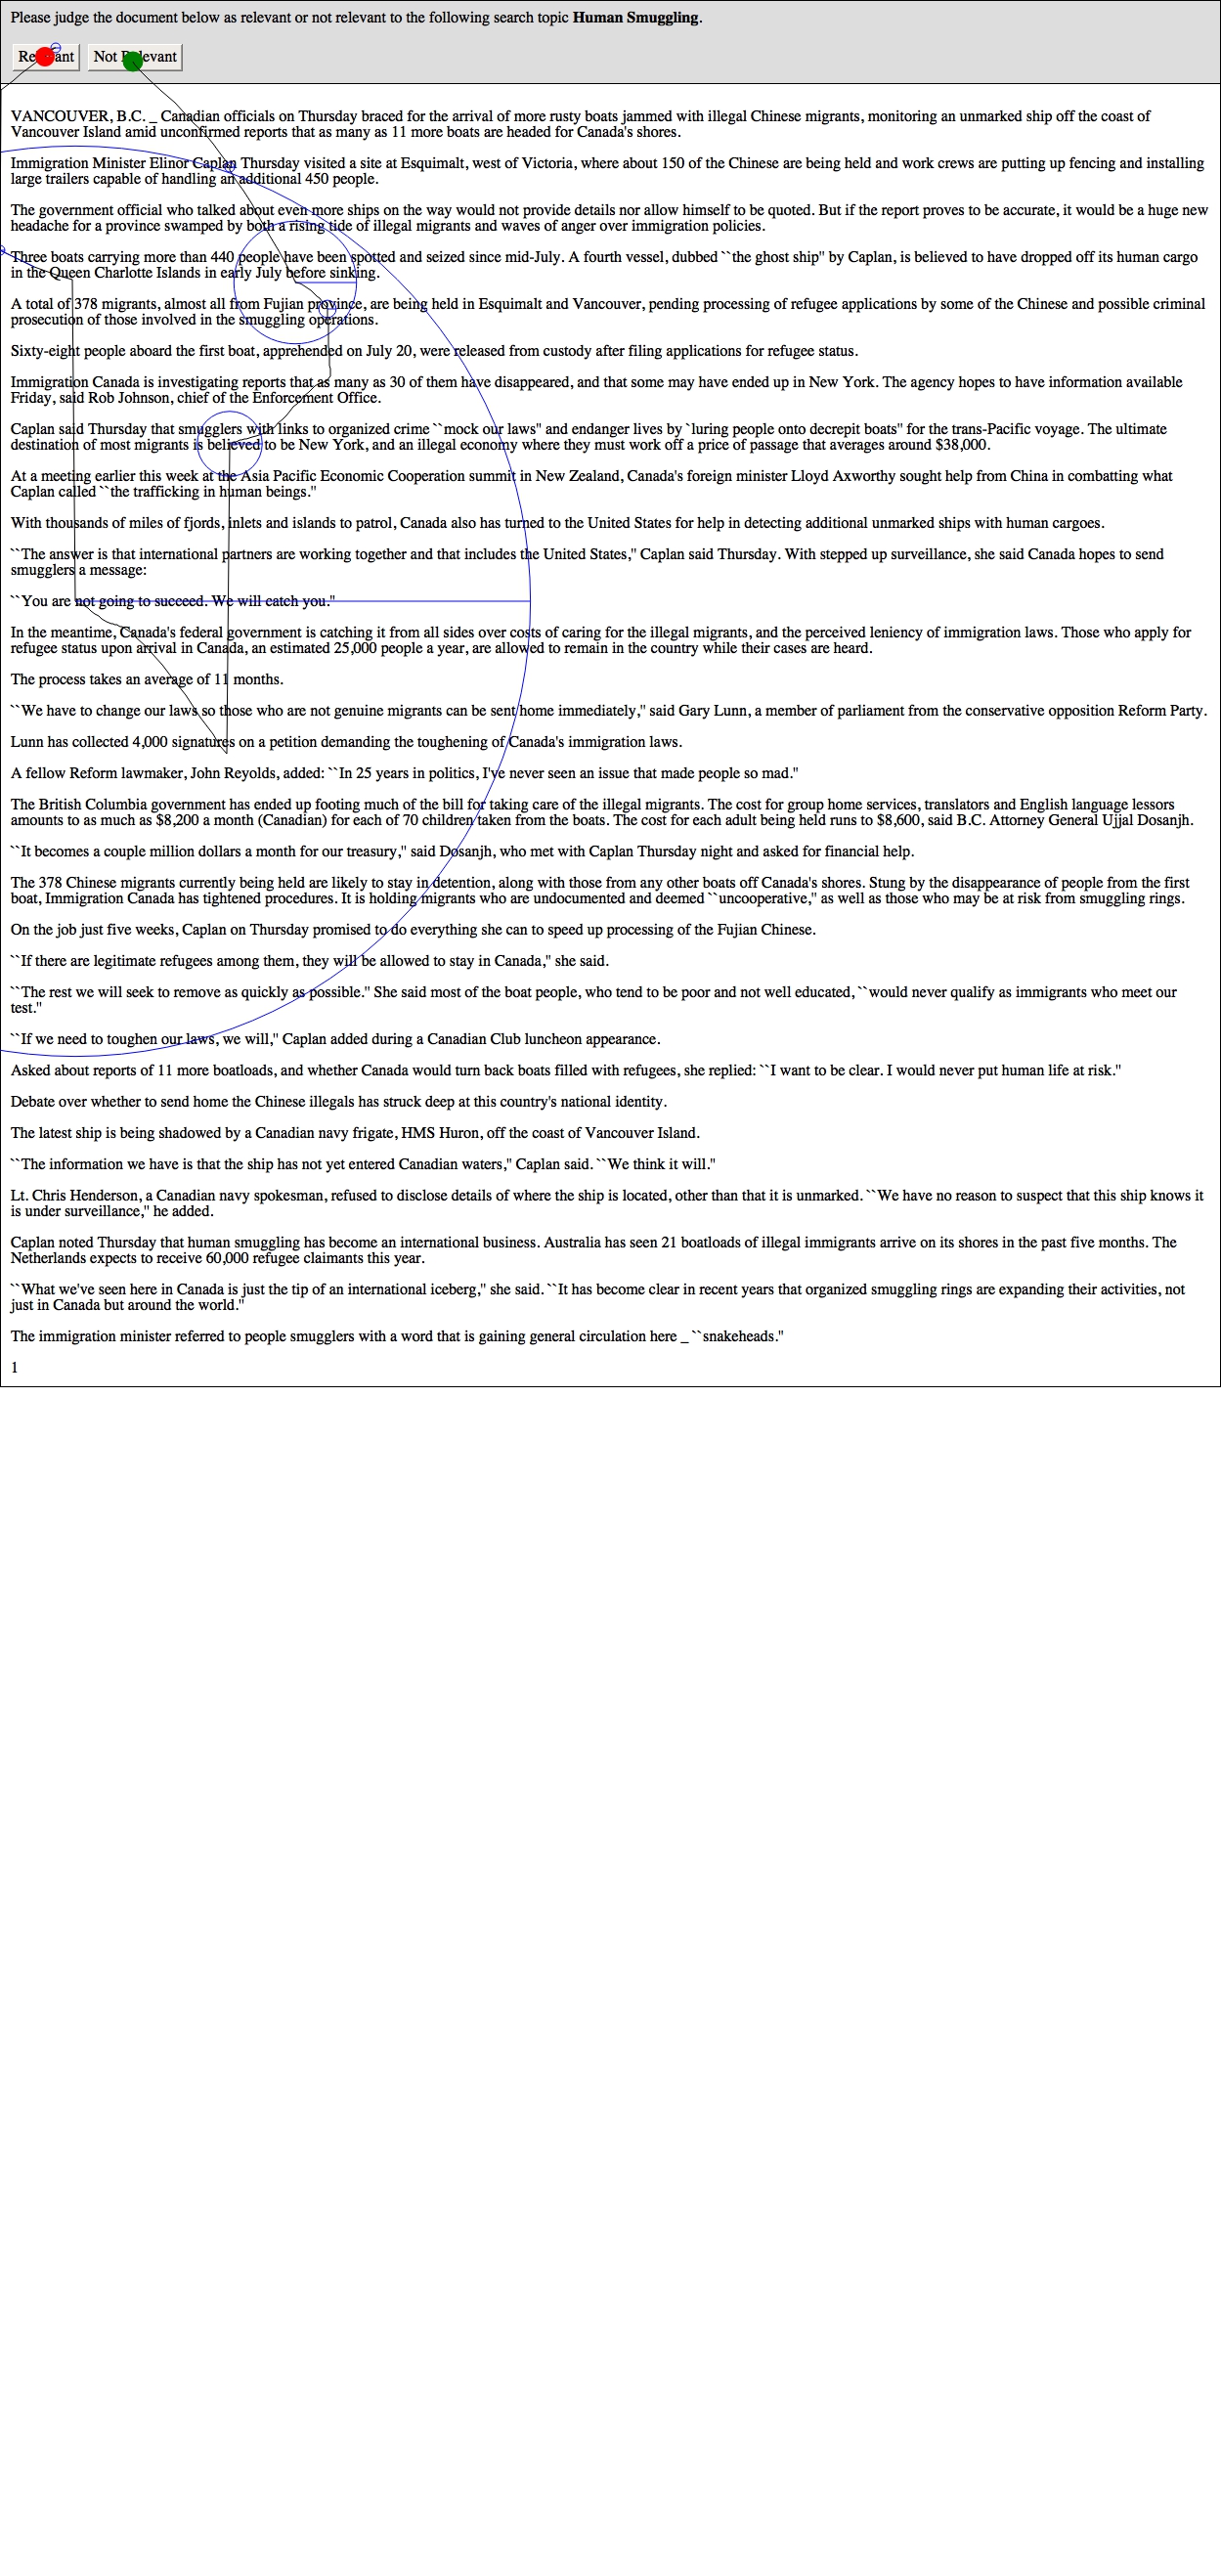 Please judge the document below as relevant or not relevant to the following search topic Human Smuggling.
Relevant Not Relevant
VANCOUVER, B.C. _ Canadian officials on Thursday braced for the arrival of more rusty boats jammed with illegal Chinese migrants, monitoring an unmarked ship off the coast of
Vancouver Island amid unconfirmed reports that as many as 11 more boats are headed for Canada's shores.
Immigration Minister Elinor Caplan Thursday visited a site at Esquimalt, west of Victoria, where about 150 of the Chinese are being held and work crews are putting up fencing and installing
large trailers capable of handling an additional 450 people.
The government official who talked about even more ships on the way would not provide details nor allow himself to be quoted. But if the report proves to be accurate, it would be a huge new
headache for a province swamped by both a rising tide of illegal migrants and waves of anger over immigration policies.
Three boats carrying more than 440 people have been spotted and seized since mid-July. A fourth vessel, dubbed ``the ghost ship'' by Caplan, is believed to have dropped off its human cargo
in the Queen Charlotte Islands in early July before sinking.
A total of 378 migrants, almost all from Fujian province, are being held in Esquimalt and Vancouver, pending processing of refugee applications by some of the Chinese and possible criminal
prosecution of those involved in the smuggling operations.
Sixty-eight people aboard the first boat, apprehended on July 20, were released from custody after filing applications for refugee status.
Immigration Canada is investigating reports that as many as 30 of them have disappeared, and that some may have ended up in New York. The agency hopes to have information available
Friday, said Rob Johnson, chief of the Enforcement Office.
Caplan said Thursday that smugglers with links to organized crime ``mock our laws'' and endanger lives by `luring people onto decrepit boats'' for the trans-Pacific voyage. The ultimate
destination of most migrants is believed to be New York, and an illegal economy where they must work off a price of passage that averages around $38,000.
At a meeting earlier this week at the Asia Pacific Economic Cooperation summit in New Zealand, Canada's foreign minister Lloyd Axworthy sought help from China in combatting what
Caplan called ``the trafficking in human beings.''
With thousands of miles of fjords, inlets and islands to patrol, Canada also has turned to the United States for help in detecting additional unmarked ships with human cargoes.
``The answer is that international partners are working together and that includes the United States,'' Caplan said Thursday. With stepped up surveillance, she said Canada hopes to send
smugglers a message:
``You are not going to succeed. We will catch you.''
In the meantime, Canada's federal government is catching it from all sides over costs of caring for the illegal migrants, and the perceived leniency of immigration laws. Those who apply for
refugee status upon arrival in Canada, an estimated 25,000 people a year, are allowed to remain in the country while their cases are heard.
The process takes an average of 11 months.
``We have to change our laws so those who are not genuine migrants can be sent home immediately,'' said Gary Lunn, a member of parliament from the conservative opposition Reform Party.
Lunn has collected 4,000 signatures on a petition demanding the toughening of Canada's immigration laws.
A fellow Reform lawmaker, John Reyolds, added: ``In 25 years in politics, I've never seen an issue that made people so mad.''
The British Columbia government has ended up footing much of the bill for taking care of the illegal migrants. The cost for group home services, translators and English language lessors
amounts to as much as $8,200 a month (Canadian) for each of 70 children taken from the boats. The cost for each adult being held runs to $8,600, said B.C. Attorney General Ujjal Dosanjh.
``It becomes a couple million dollars a month for our treasury,'' said Dosanjh, who met with Caplan Thursday night and asked for financial help.
The 378 Chinese migrants currently being held are likely to stay in detention, along with those from any other boats off Canada's shores. Stung by the disappearance of people from the first
boat, Immigration Canada has tightened procedures. It is holding migrants who are undocumented and deemed ``uncooperative,'' as well as those who may be at risk from smuggling rings.
On the job just five weeks, Caplan on Thursday promised to do everything she can to speed up processing of the Fujian Chinese.
``If there are legitimate refugees among them, they will be allowed to stay in Canada,'' she said.
``The rest we will seek to remove as quickly as possible.'' She said most of the boat people, who tend to be poor and not well educated, ``would never qualify as immigrants who meet our
test.''
``If we need to toughen our laws, we will,'' Caplan added during a Canadian Club luncheon appearance.
Asked about reports of 11 more boatloads, and whether Canada would turn back boats filled with refugees, she replied: ``I want to be clear. I would never put human life at risk.''
Debate over whether to send home the Chinese illegals has struck deep at this country's national identity.
The latest ship is being shadowed by a Canadian navy frigate, HMS Huron, off the coast of Vancouver Island.
``The information we have is that the ship has not yet entered Canadian waters,'' Caplan said. ``We think it will.''
Lt. Chris Henderson, a Canadian navy spokesman, refused to disclose details of where the ship is located, other than that it is unmarked. ``We have no reason to suspect that this ship knows it
is under surveillance,'' he added.
Caplan noted Thursday that human smuggling has become an international business. Australia has seen 21 boatloads of illegal immigrants arrive on its shores in the past five months. The
Netherlands expects to receive 60,000 refugee claimants this year.
``What we've seen here in Canada is just the tip of an international iceberg,'' she said. ``It has become clear in recent years that organized smuggling rings are expanding their activities, not
just in Canada but around the world.''
The immigration minister referred to people smugglers with a word that is gaining general circulation here _ ``snakeheads.''
1